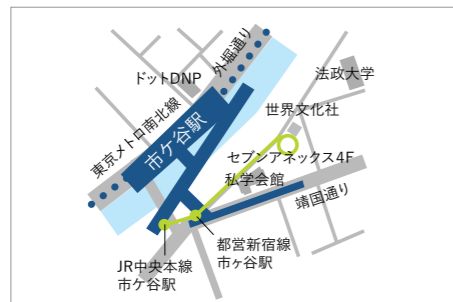 外堀通り
ドットDNP
法政大学
東京メトロ南北線
市ケ谷駅
世界文化社
セブンアネックス4F
私学会館
靖国通り
都営新宿線
市ヶ谷駅
JR中央本線
市ケ谷駅